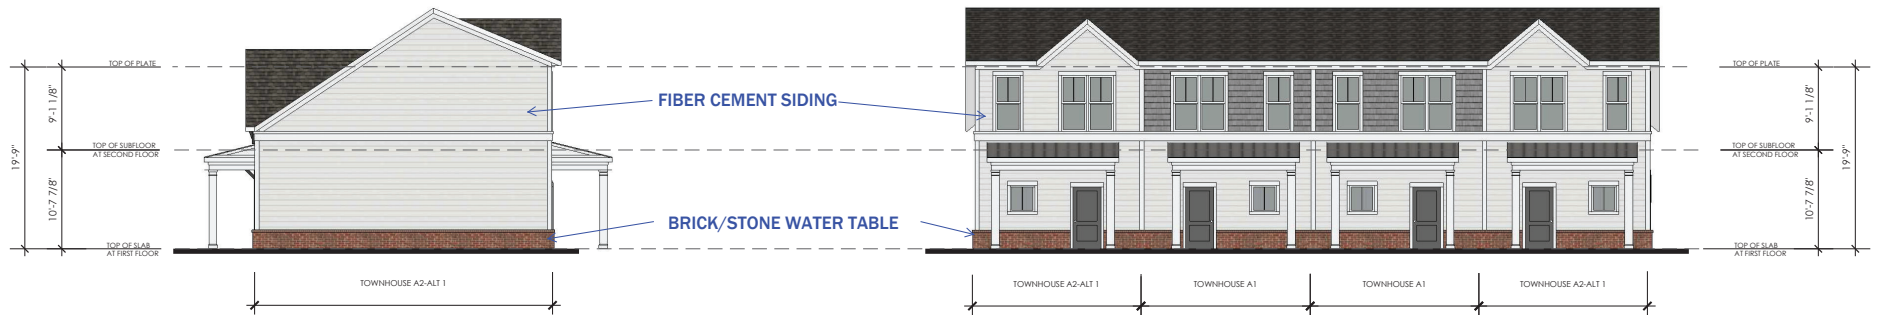 TOP OF PLATE
9'-1 1/8"
19'-9"
TOP OF SUBFLOOR
AT SECOND FLOOR
10'-7 7/8"
TOP OF SLAB
AT FIRST FLOOR
TOWNHOUSE A2-ALT 1
FIBER CEMENT SIDING
BRICK/STONE WATER TABLE
TOP OF PLATE
9'-1 1/8"
TOP OF SUBFLOOR
AT SECOND FLOOR
19'-9"
10'-7 7/8"
TOP OF SLAB
AT FIRST FLOOR
TOWNHOUSE A2-ALT 1
TOWNHOUSE A1
TOWNHOUSE A1
TOWNHOUSE A2-ALT 1